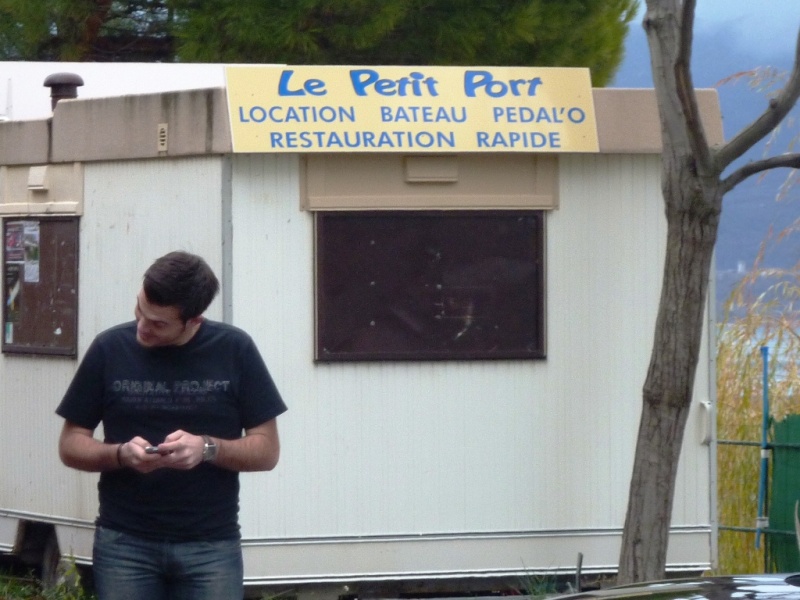 Le Petit Port
LOCATION BATEAU PEDAL'O
RESTAURATION RAPIDE
ORIGINAL PROJECT